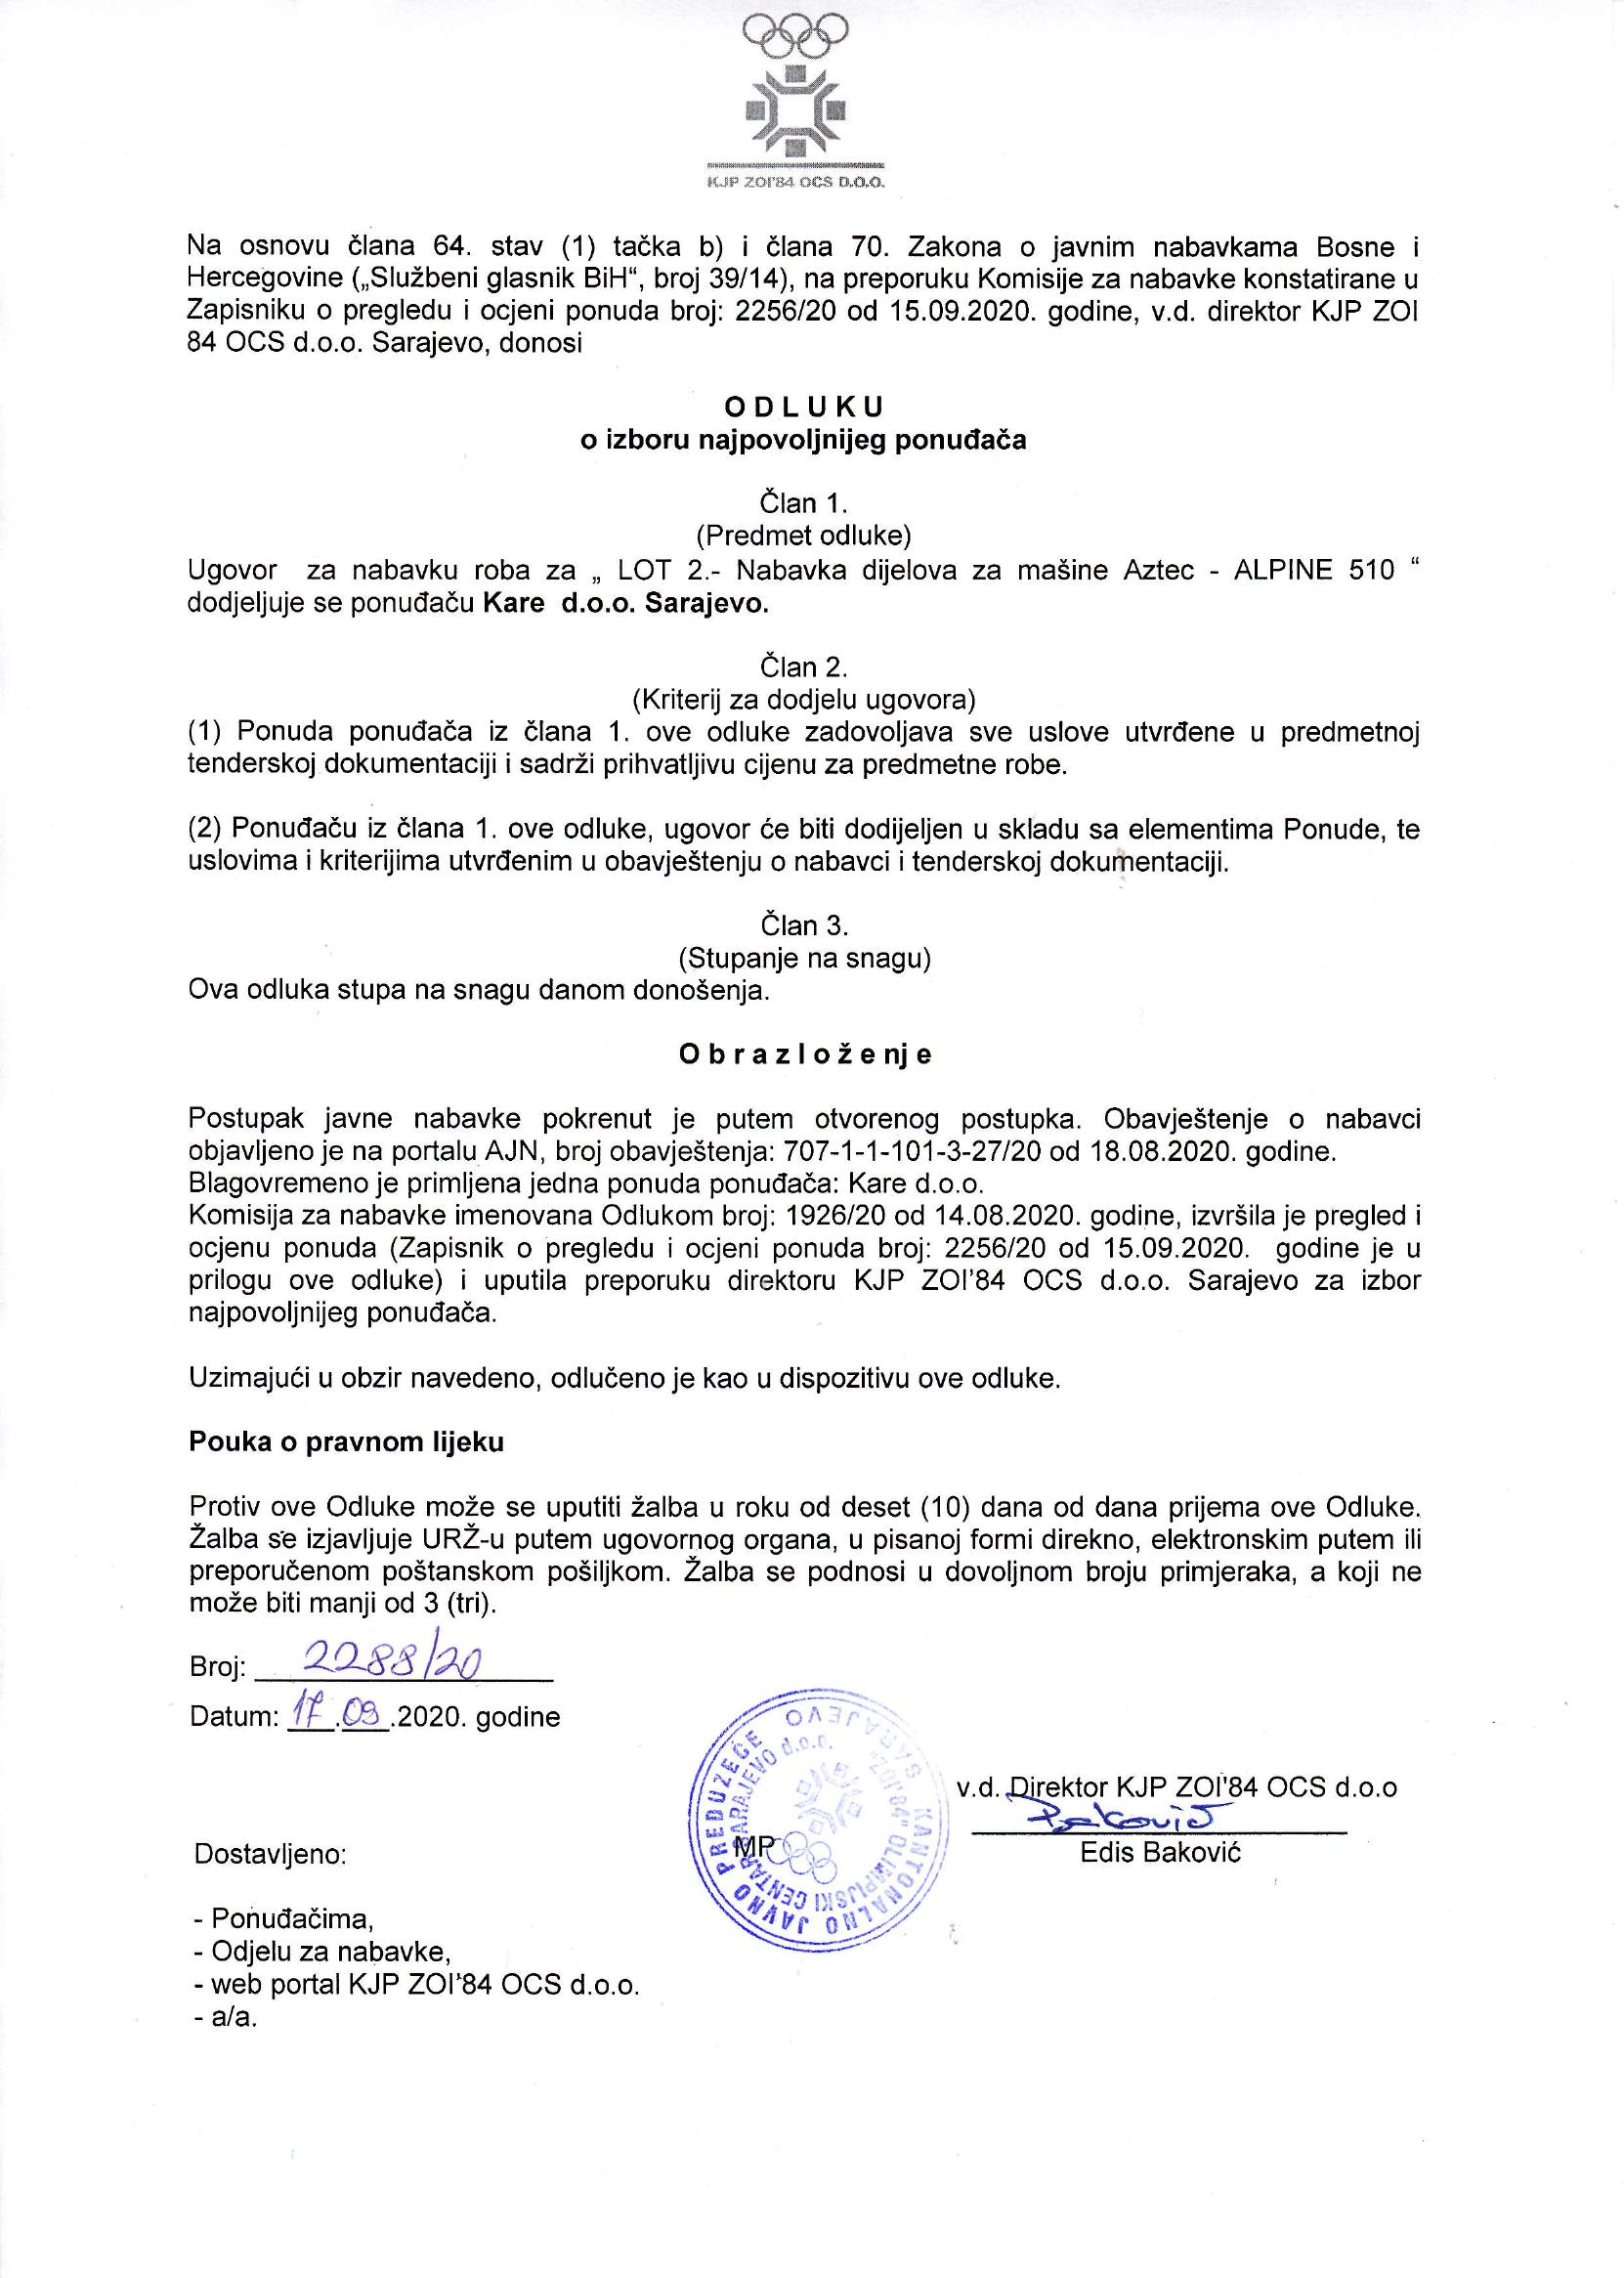 KJP ZOI'84 OCS D.O.O.
Na osnovu člana 64. stav (1) tačka b) i člana 70. Zakona o javnim nabavkama Bosne i
Hercegovine („Službeni glasnik BiH“, broj 39/14), na preporuku Komisije za nabavke konstatirane u
Zapisniku o pregledu i ocjeni ponuda broj: 2256/20 od 15.09.2020. godine, v.d. direktor KJP ZOI
84 OCS d.o.o. Sarajevo, donosi
O D L U K U
o izboru najpovoljnijeg ponuđača
Član 1.
(Predmet odluke)
Ugovor za nabavku roba za „ LOT 2.- Nabavka dijelova za mašine Aztec - ALPINE 510 “
dodjeljuje se ponuđaču Kare d.o.o. Sarajevo.
Član 2.
(Kriterij za dodjelu ugovora)
(1) Ponuda ponuđača iz člana 1. ove odluke zadovoljava sve uslove utvrđene u predmetnoj
tenderskoj dokumentaciji i sadrži prihvatljivu cijenu za predmetne robe.
(2) Ponuđaču iz člana 1. ove odluke, ugovor će biti dodijeljen u skladu sa elementima Ponude, te
uslovima i kriterijima utvrđenim u obavještenju o nabavci i tenderskoj dokumentaciji.
Član 3.
(Stupanje na snagu)
Ova odluka stupa na snagu danom donošenja.
O b r a z l o ž e nj e
Postupak javne nabavke pokrenut je putem otvorenog postupka. Obavještenje o nabavci
objavljeno je na portalu AJN, broj obavještenja: 707-1-1-101-3-27/20 od 18.08.2020. godine.
Blagovremeno je primljena jedna ponuda ponuđača: Kare d.o.o.
Komisija za nabavke imenovana Odlukom broj: 1926/20 od 14.08.2020. godine, izvršila je pregled i
ocjenu ponuda (Zapisnik o pregledu i ocjeni ponuda broj: 2256/20 od 15.09.2020. godine je u
prilogu ove odluke) i uputila preporuku direktoru KJP ZOI’84 OCS d.o.o. Sarajevo za izbor
najpovoljnijeg ponuđača.
Uzimajući u obzir navedeno, odlučeno je kao u dispozitivu ove odluke.
Pouka o pravnom lijeku
Protiv ove Odluke može se uputiti žalba u roku od deset (10) dana od dana prijema ove Odluke.
Žalba se izjavljuje URŽ-u putem ugovornog organa, u pisanoj formi direkno, elektronskim putem ili
preporučenom poštanskom pošiljkom. Žalba se podnosi u dovoljnom broju primjeraka, a koji ne
može biti manji od 3 (tri).
Broj: 2288/20
Datum: 17.09.2020. godine
KANTONALNO JAVNO PREDUZEĆE SARAJEVO
"ZOI'84" OLIMPIJSKI CENTAR SARAJEVO d.o.o.
MP
v.d. Direktor KJP ZOI'84 OCS d.o.o
Baković
Edis Baković
Dostavljeno:
- Ponuđačima,
- Odjelu za nabavke,
- web portal KJP ZOI’84 OCS d.o.o.
- a/a.